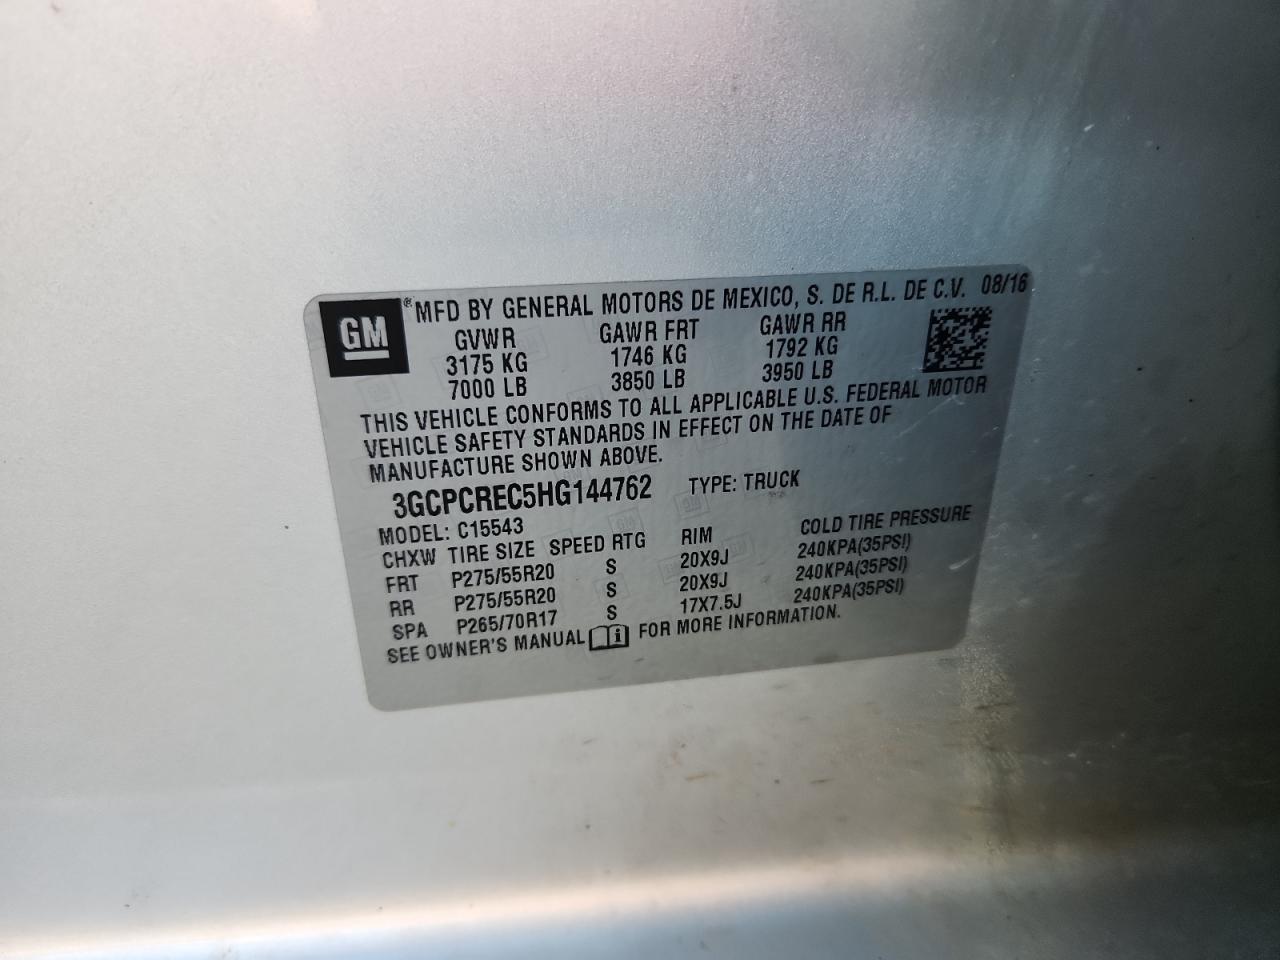 GM ® MFD BY GENERAL MOTORS DE MEXICO, S. DE R.L. DE C.V. 08/16
GVWR GAWR FRT GAWR RR
3175 KG 1746 KG 1792 KG
7000 LB 3850 LB 3950 LB
THIS VEHICLE CONFORMS TO ALL APPLICABLE U.S. FEDERAL MOTOR
VEHICLE SAFETY STANDARDS IN EFFECT ON THE DATE OF
MANUFACTURE SHOWN ABOVE.
3GCPCREC5HG144762 TYPE: TRUCK
MODEL: C15543
CHXW TIRE SIZE SPEED RTG RIM COLD TIRE PRESSURE
FRT P275/55R20 S 20X9J 240KPA(35PSI)
RR P275/55R20 S 20X9J 240KPA(35PSI)
SPA P265/70R17 S 17X7.5J 240KPA(35PSI)
SEE OWNER'S MANUAL FOR MORE INFORMATION.